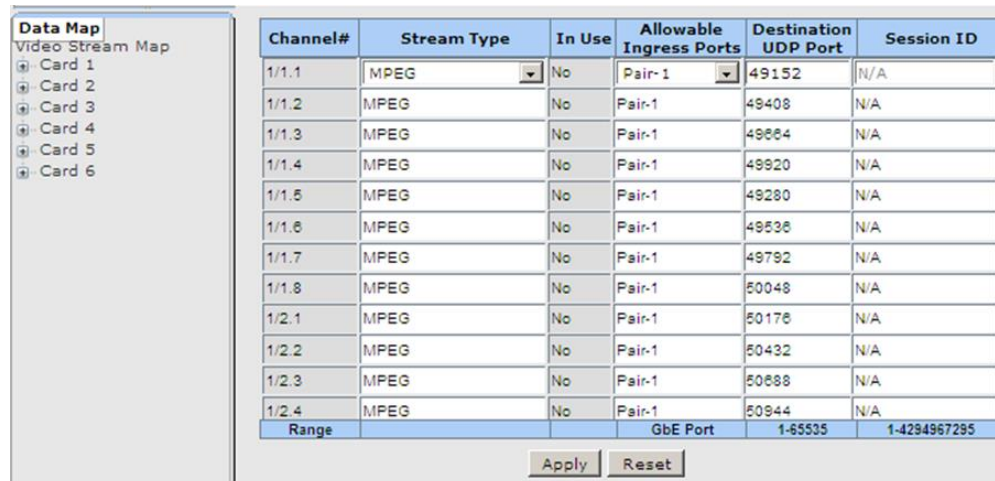 Data Map
Video Stream Map
Card 1
Card 2
Card 3
Card 4
Card 5
Card 6
Channel# Stream Type In Use Allowable Ingress Ports Destination UDP Port Session ID
1/1.1 MPEG No Pair-1 49152 N/A
1/1.2 MPEG No Pair-1 49408 N/A
1/1.3 MPEG No Pair-1 49664 N/A
1/1.4 MPEG No Pair-1 49920 N/A
1/1.5 MPEG No Pair-1 49280 N/A
1/1.6 MPEG No Pair-1 49536 N/A
1/1.7 MPEG No Pair-1 49792 N/A
1/1.8 MPEG No Pair-1 50048 N/A
1/2.1 MPEG No Pair-1 50176 N/A
1/2.2 MPEG No Pair-1 50432 N/A
1/2.3 MPEG No Pair-1 50688 N/A
1/2.4 MPEG No Pair-1 50944 N/A
Range GbE Port 1-65535 1-4294967295
Apply Reset